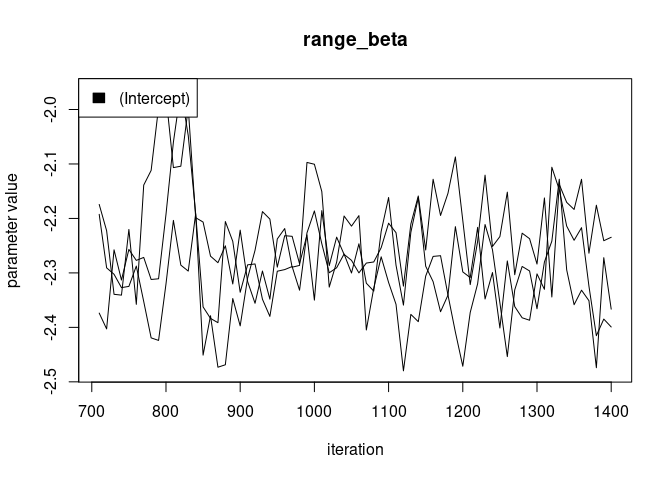 range_beta
(Intercept)
parameter value
-2.0
-2.1
-2.2
-2.3
-2.4
-2.5
700 800 900 1000 1100 1200 1300 1400
iteration